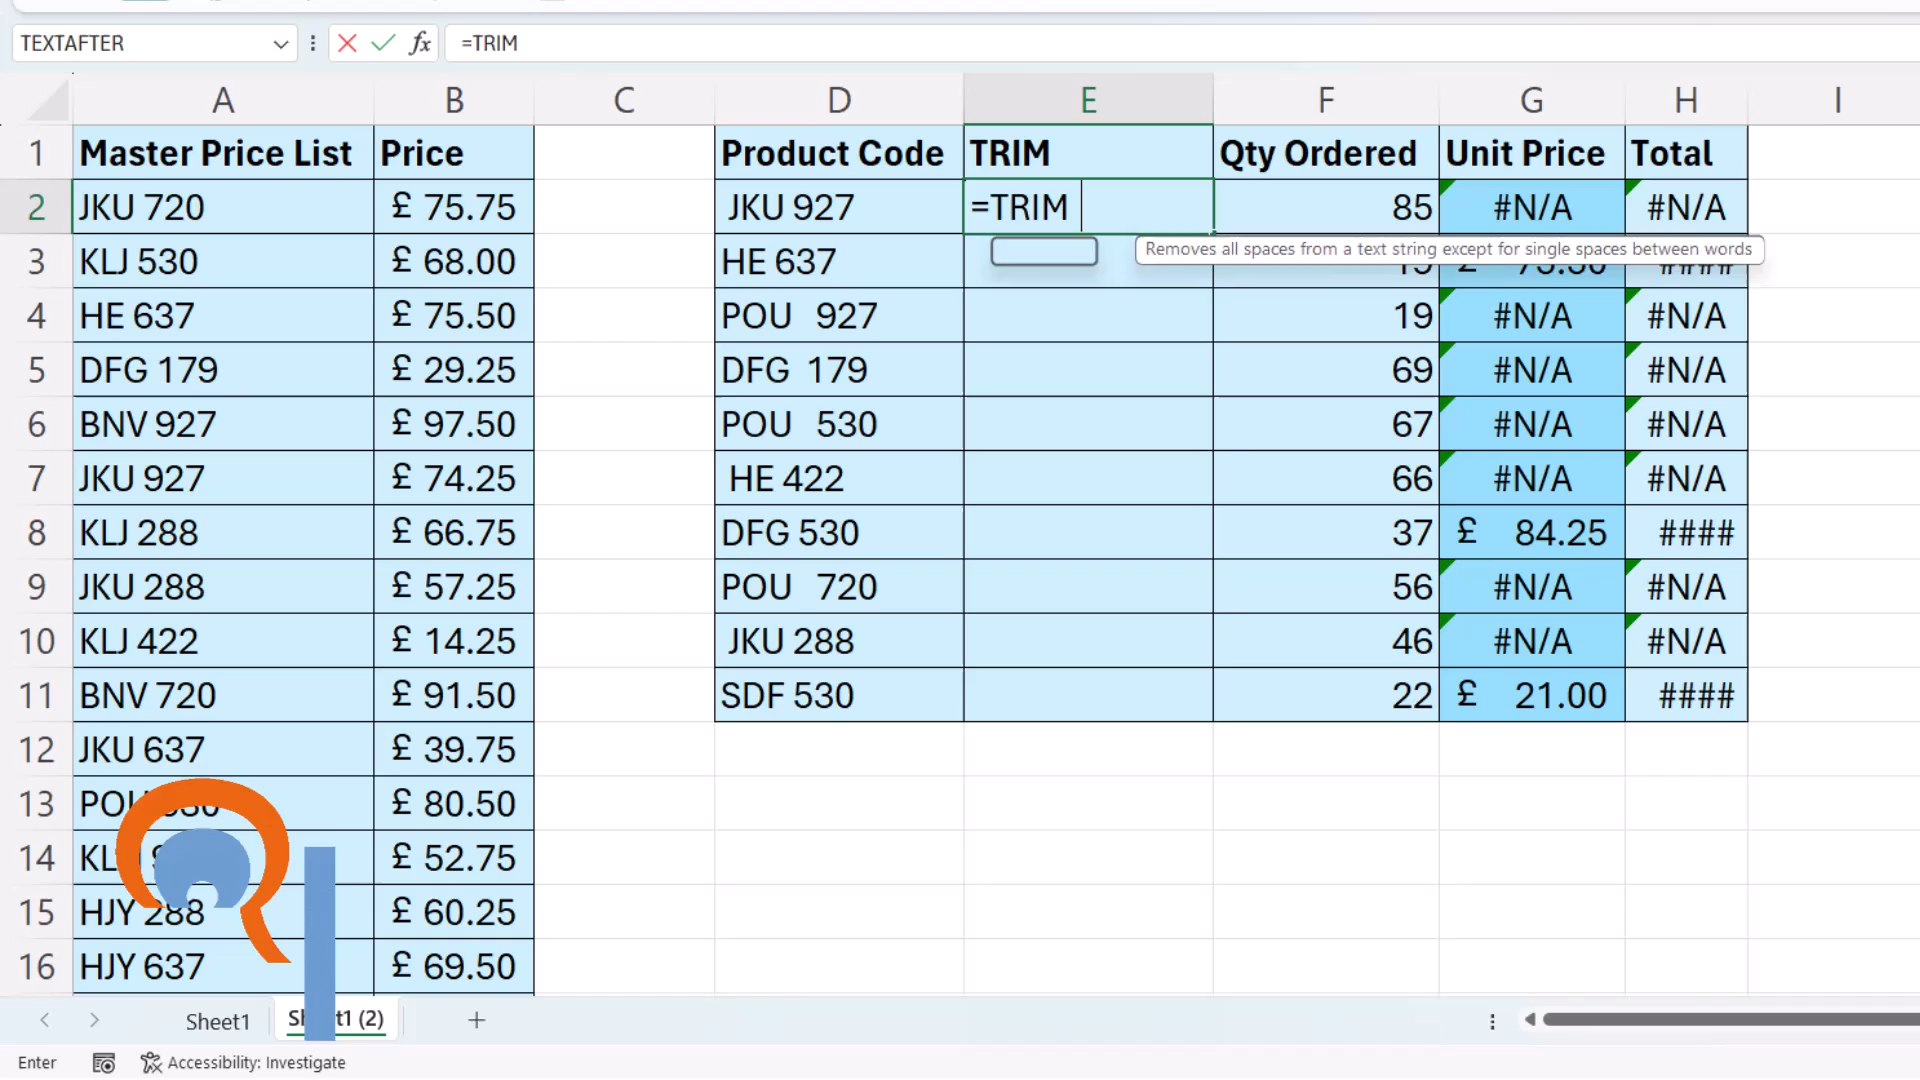 TEXTAFTER fx =TRIM
A B C D E F G H I
1 Master Price List Price Product Code TRIM Qty Ordered Unit Price Total
2 JKU 720 £ 75.75 JKU 927 =TRIM 85 #N/A #N/A
Removes all spaces from a text string except for single spaces between words
3 KLJ 530 £ 68.00 HE 637
4 HE 637 £ 75.50 POU 927 19 #N/A #N/A
5 DFG 179 £ 29.25 DFG 179 69 #N/A #N/A
6 BNV 927 £ 97.50 POU 530 67 #N/A #N/A
7 JKU 927 £ 74.25 HE 422 66 #N/A #N/A
8 KLJ 288 £ 66.75 DFG 530 37 £ 84.25 ####
9 JKU 288 £ 57.25 POU 720 56 #N/A #N/A
10 KLJ 422 £ 14.25 JKU 288 46 #N/A #N/A
11 BNV 720 £ 91.50 SDF 530 22 £ 21.00 ####
12 JKU 637 £ 39.75
13 £ 80.50
14 £ 52.75
15 HJY 288 £ 60.25
16 HJY 637 £ 69.50
Sheet1 Sheet1 (2)
Enter Accessibility: Investigate